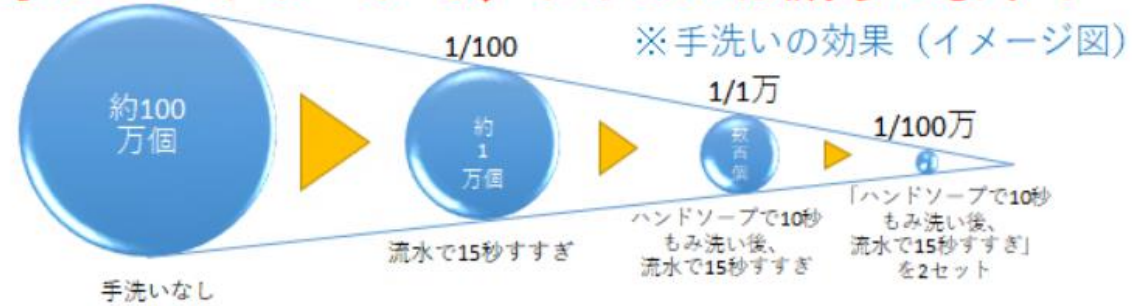 ※手洗いの効果（イメージ図）
約100
万個
手洗いなし
1/100
約
1
万個
流水で15秒すすぎ
1/1万
数
百
個
ハンドソープで10秒
もみ洗い後、
流水で15秒すすぎ
1/100万
「ハンドソープで10秒
もみ洗い後、
流水で15秒すすぎ」
を2セット